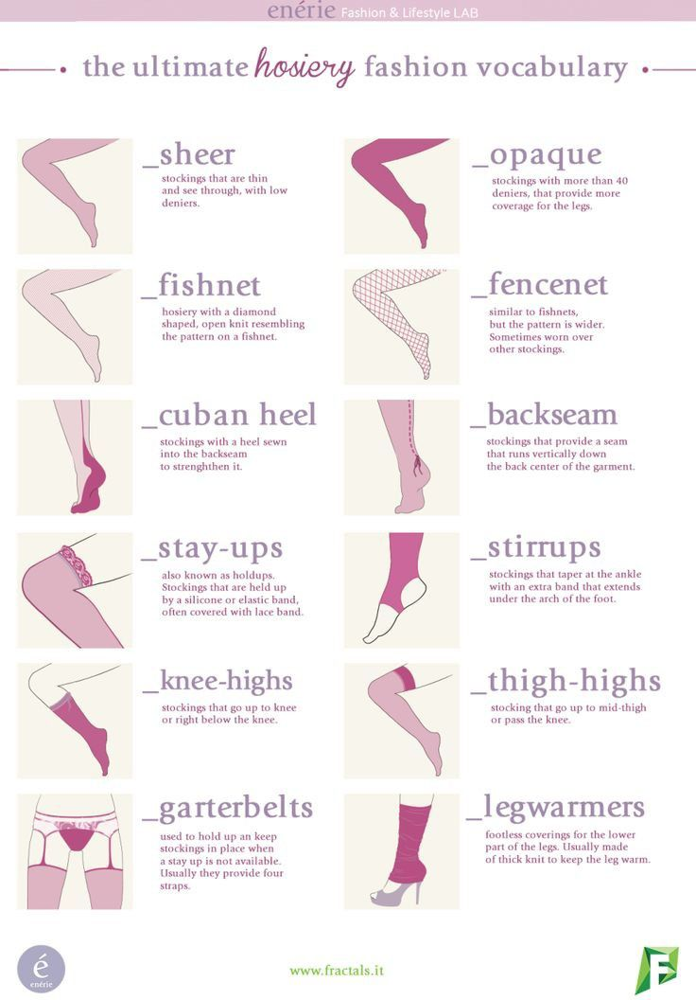 enérie Fashion & Lifestyle LAB
the ultimate hosiery fashion vocabulary
_sheer
stockings that are thin
and see through, with low
deniers.
_opaque
stockings with more than 40
deniers, that provide more
coverage for the legs.
_fishnet
hosiery with a diamond
shaped, open knit resembling
the pattern on a fishnet.
_fencenet
similar to fishnets,
but the pattern is wider.
Sometimes worn over
other stockings.
_cuban heel
stockings with a heel sewn
into the backseam
to strenghthen it.
_backseam
stockings that provide a seam
that runs vertically down
the back center of the garment.
_stay-ups
also known as holdups.
Stockings that are held up
by a silicone or elastic band,
often covered with lace band.
_stirrups
stockings that taper at the ankle
with an extra band that extends
under the arch of the foot.
_knee-highs
stockings that go up to knee
or right below the knee.
_thigh-highs
stocking that go up to mid-thigh
or pass the knee.
_garterbelts
used to hold up an keep
stockings in place when
a stay up is not available.
Usually they provide four
straps.
_legwarmers
footless coverings for the lower
part of the legs. Usually made
of thick knit to keep the leg warm.
é
enérie
www.fractals.it
F